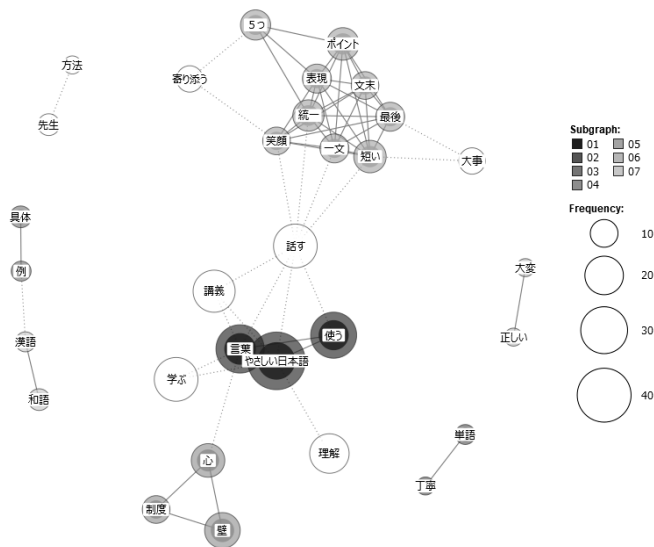 ５つ
ポイント
方法
寄り添う
表現
文末
先生
統一
最後
笑顔
一文
短い
大事
Subgraph:
01
05
02
06
03
07
04
Frequency:
10
20
30
40
具体
例
話す
大変
講義
漢語
使う
正しい
言葉
やさしい日本語
学ぶ
和語
単語
理解
心
丁寧
制度
壁